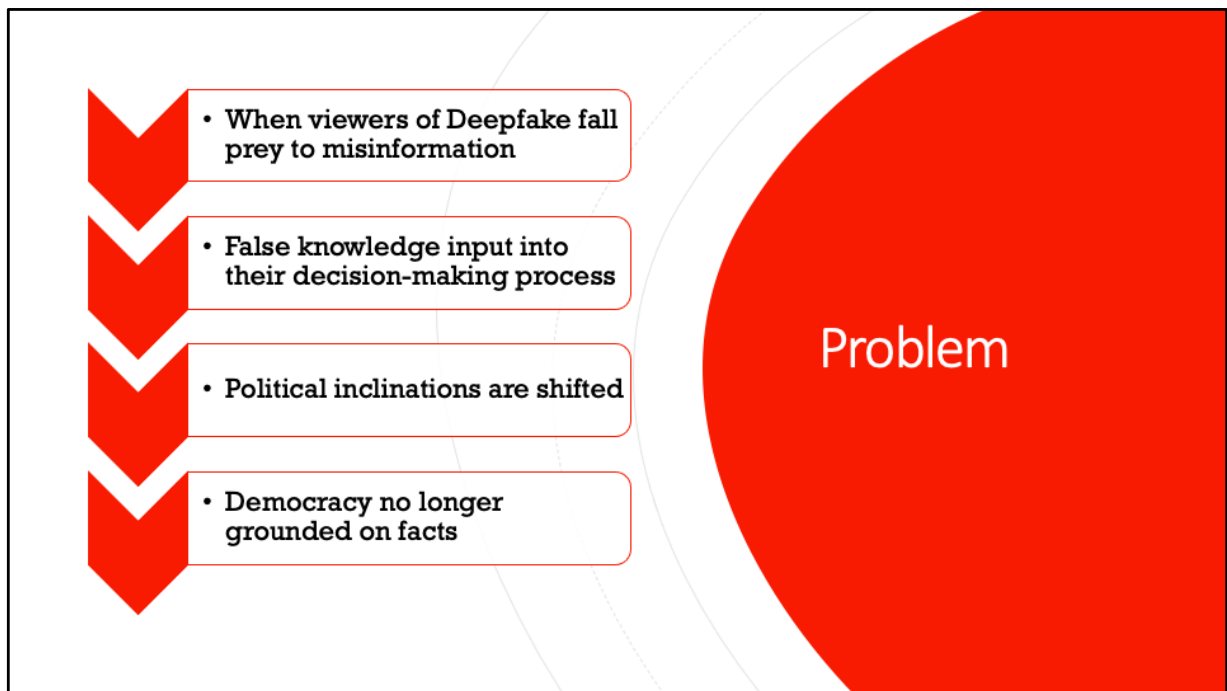 • When viewers of Deepfake fall
prey to misinformation
• False knowledge input into
their decision-making process
• Political inclinations are shifted
• Democracy no longer
grounded on facts
Problem